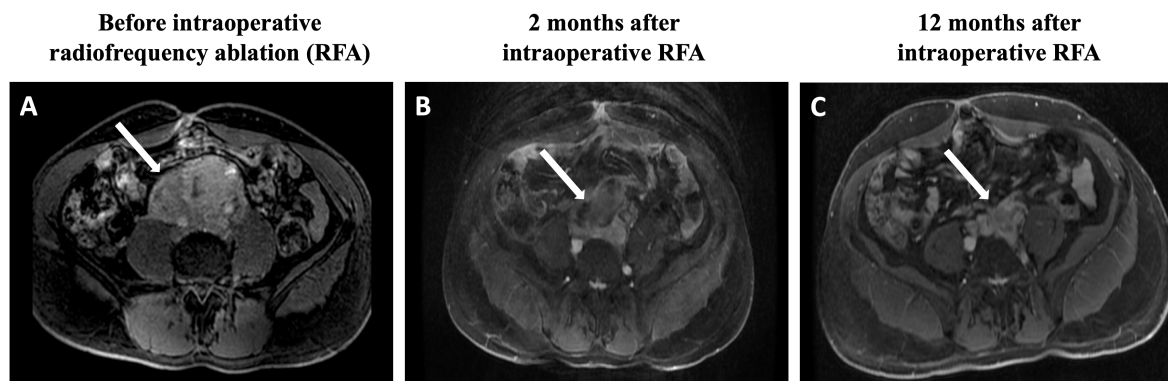 Before intraoperative
radiofrequency ablation (RFA)
2 months after
intraoperative RFA
12 months after
intraoperative RFA
A
B
C